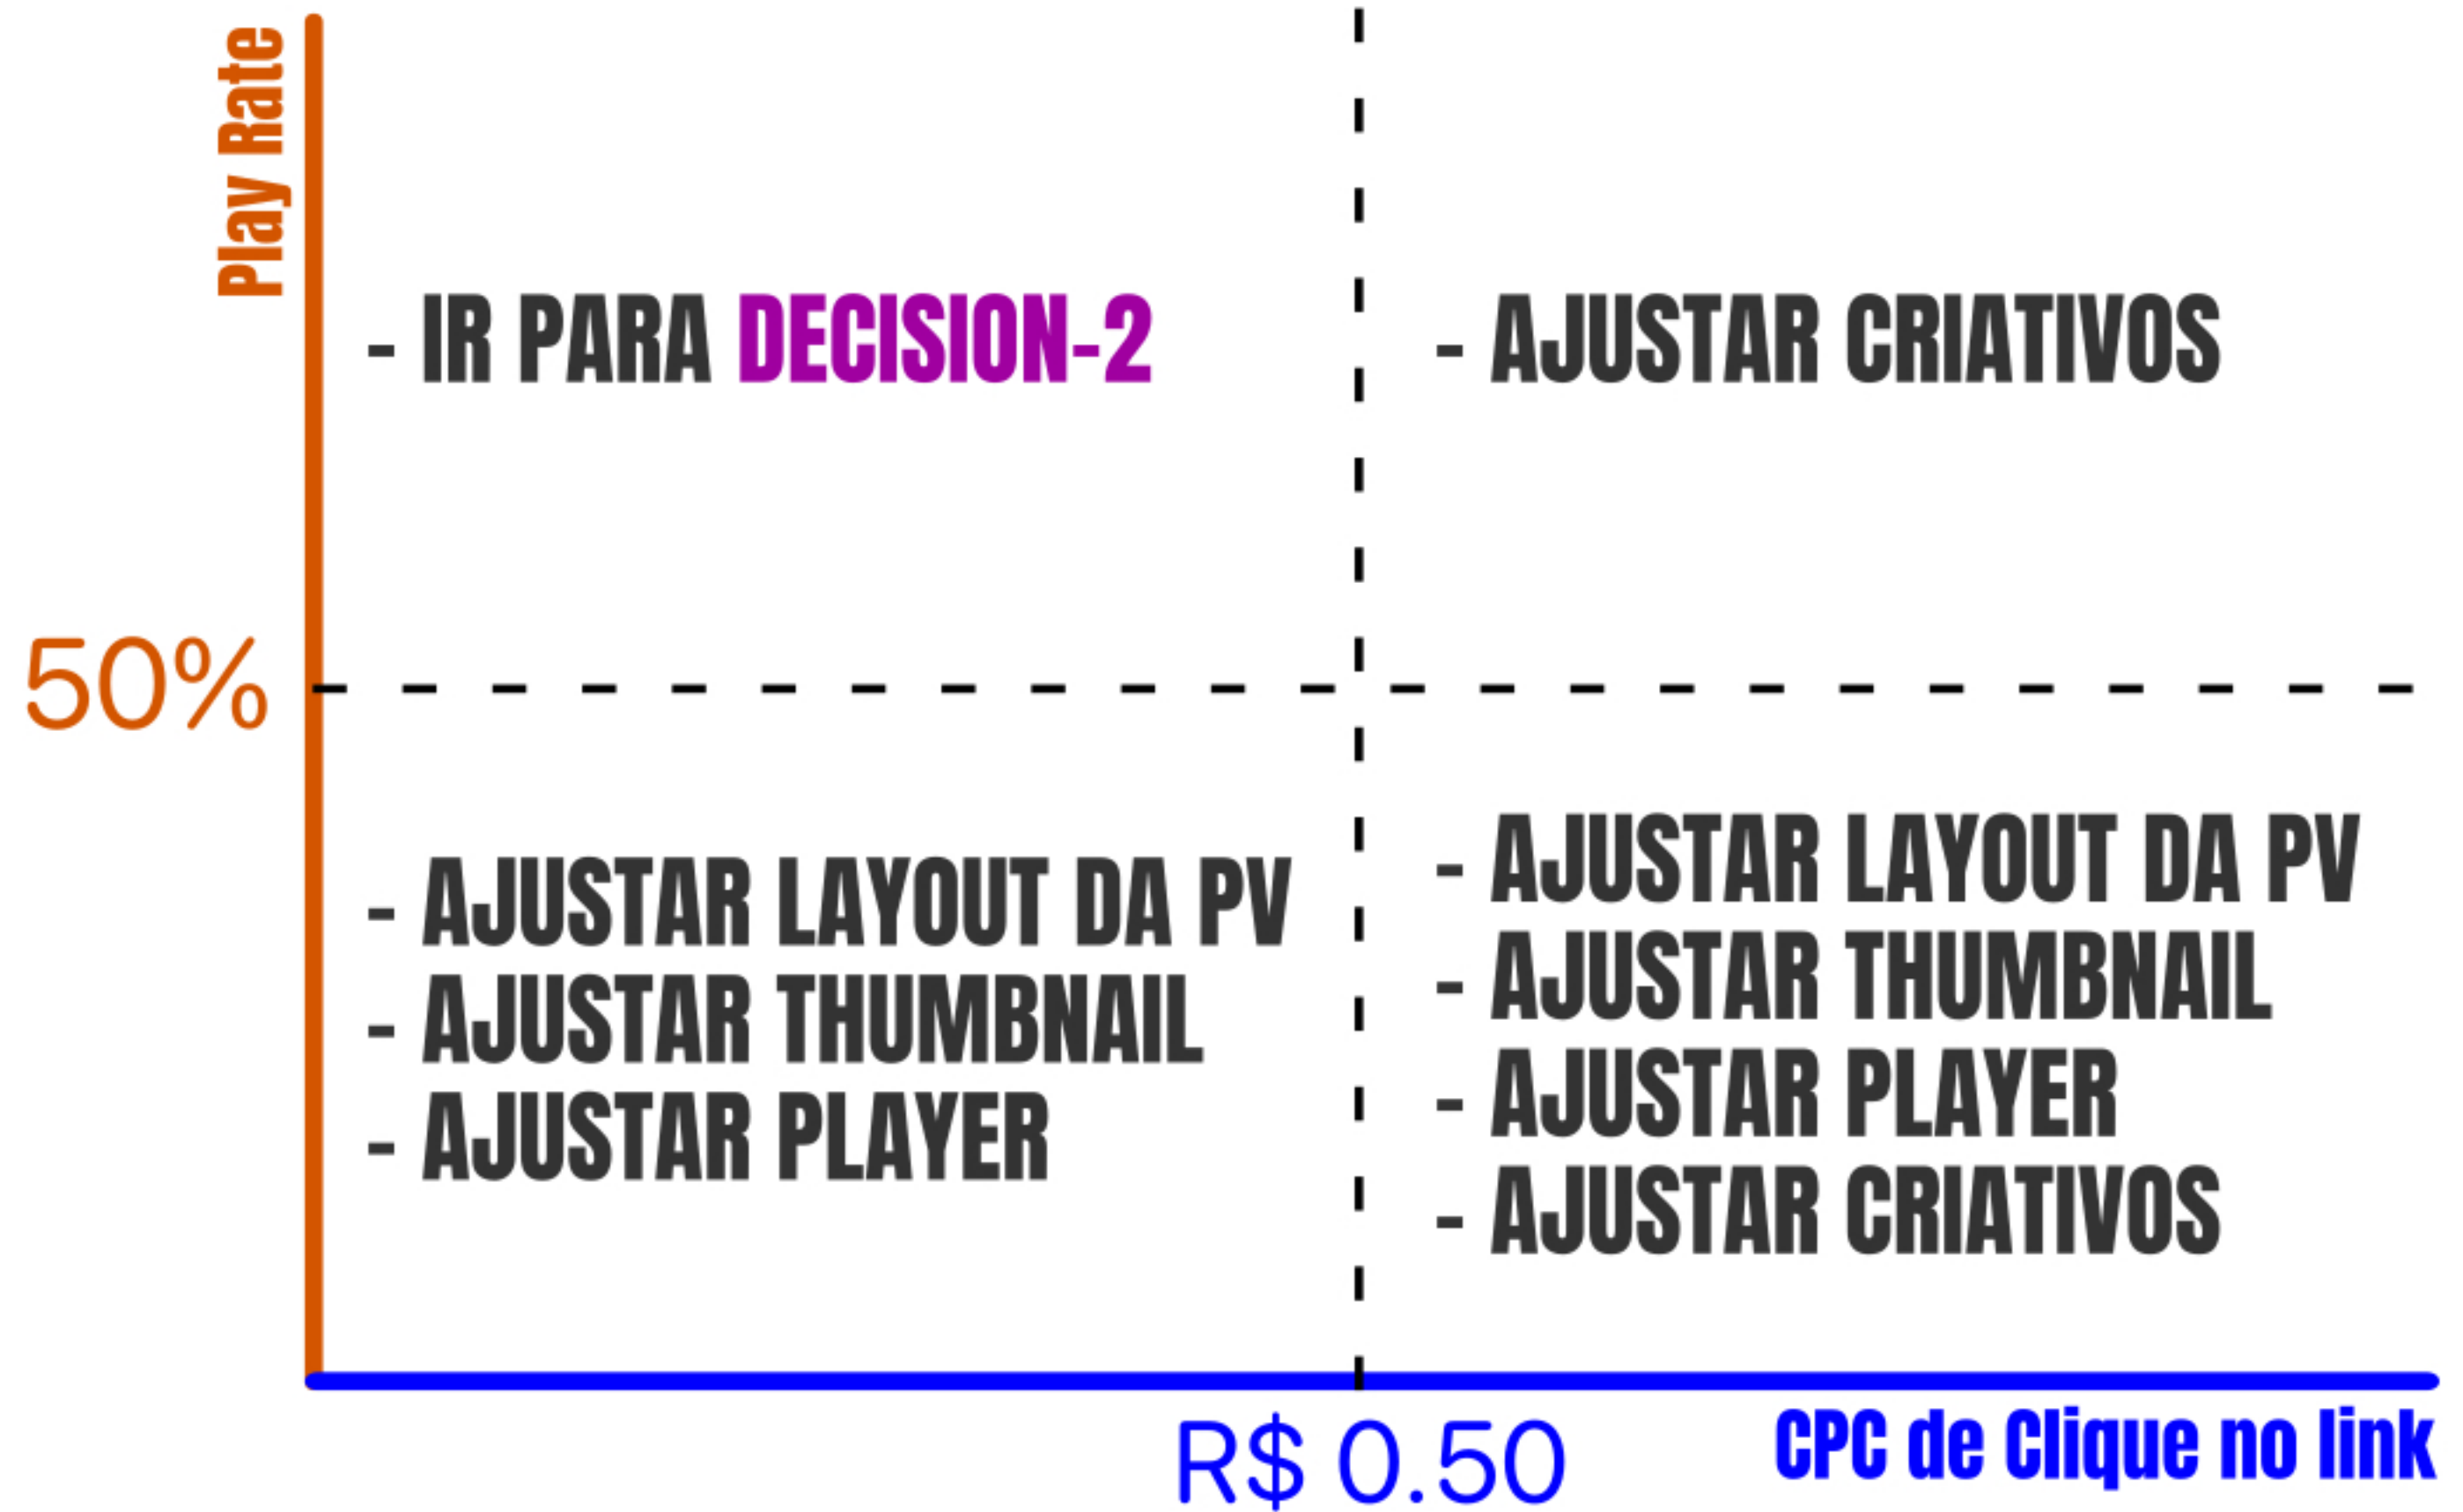 Play Rate
- IR PARA DECISION-2
- AJUSTAR CRIATIVOS
50%
- AJUSTAR LAYOUT DA PV
- AJUSTAR THUMBNAIL
- AJUSTAR PLAYER
- AJUSTAR LAYOUT DA PV
- AJUSTAR THUMBNAIL
- AJUSTAR PLAYER
- AJUSTAR CRIATIVOS
R$ 0.50
CPC de Clique no link